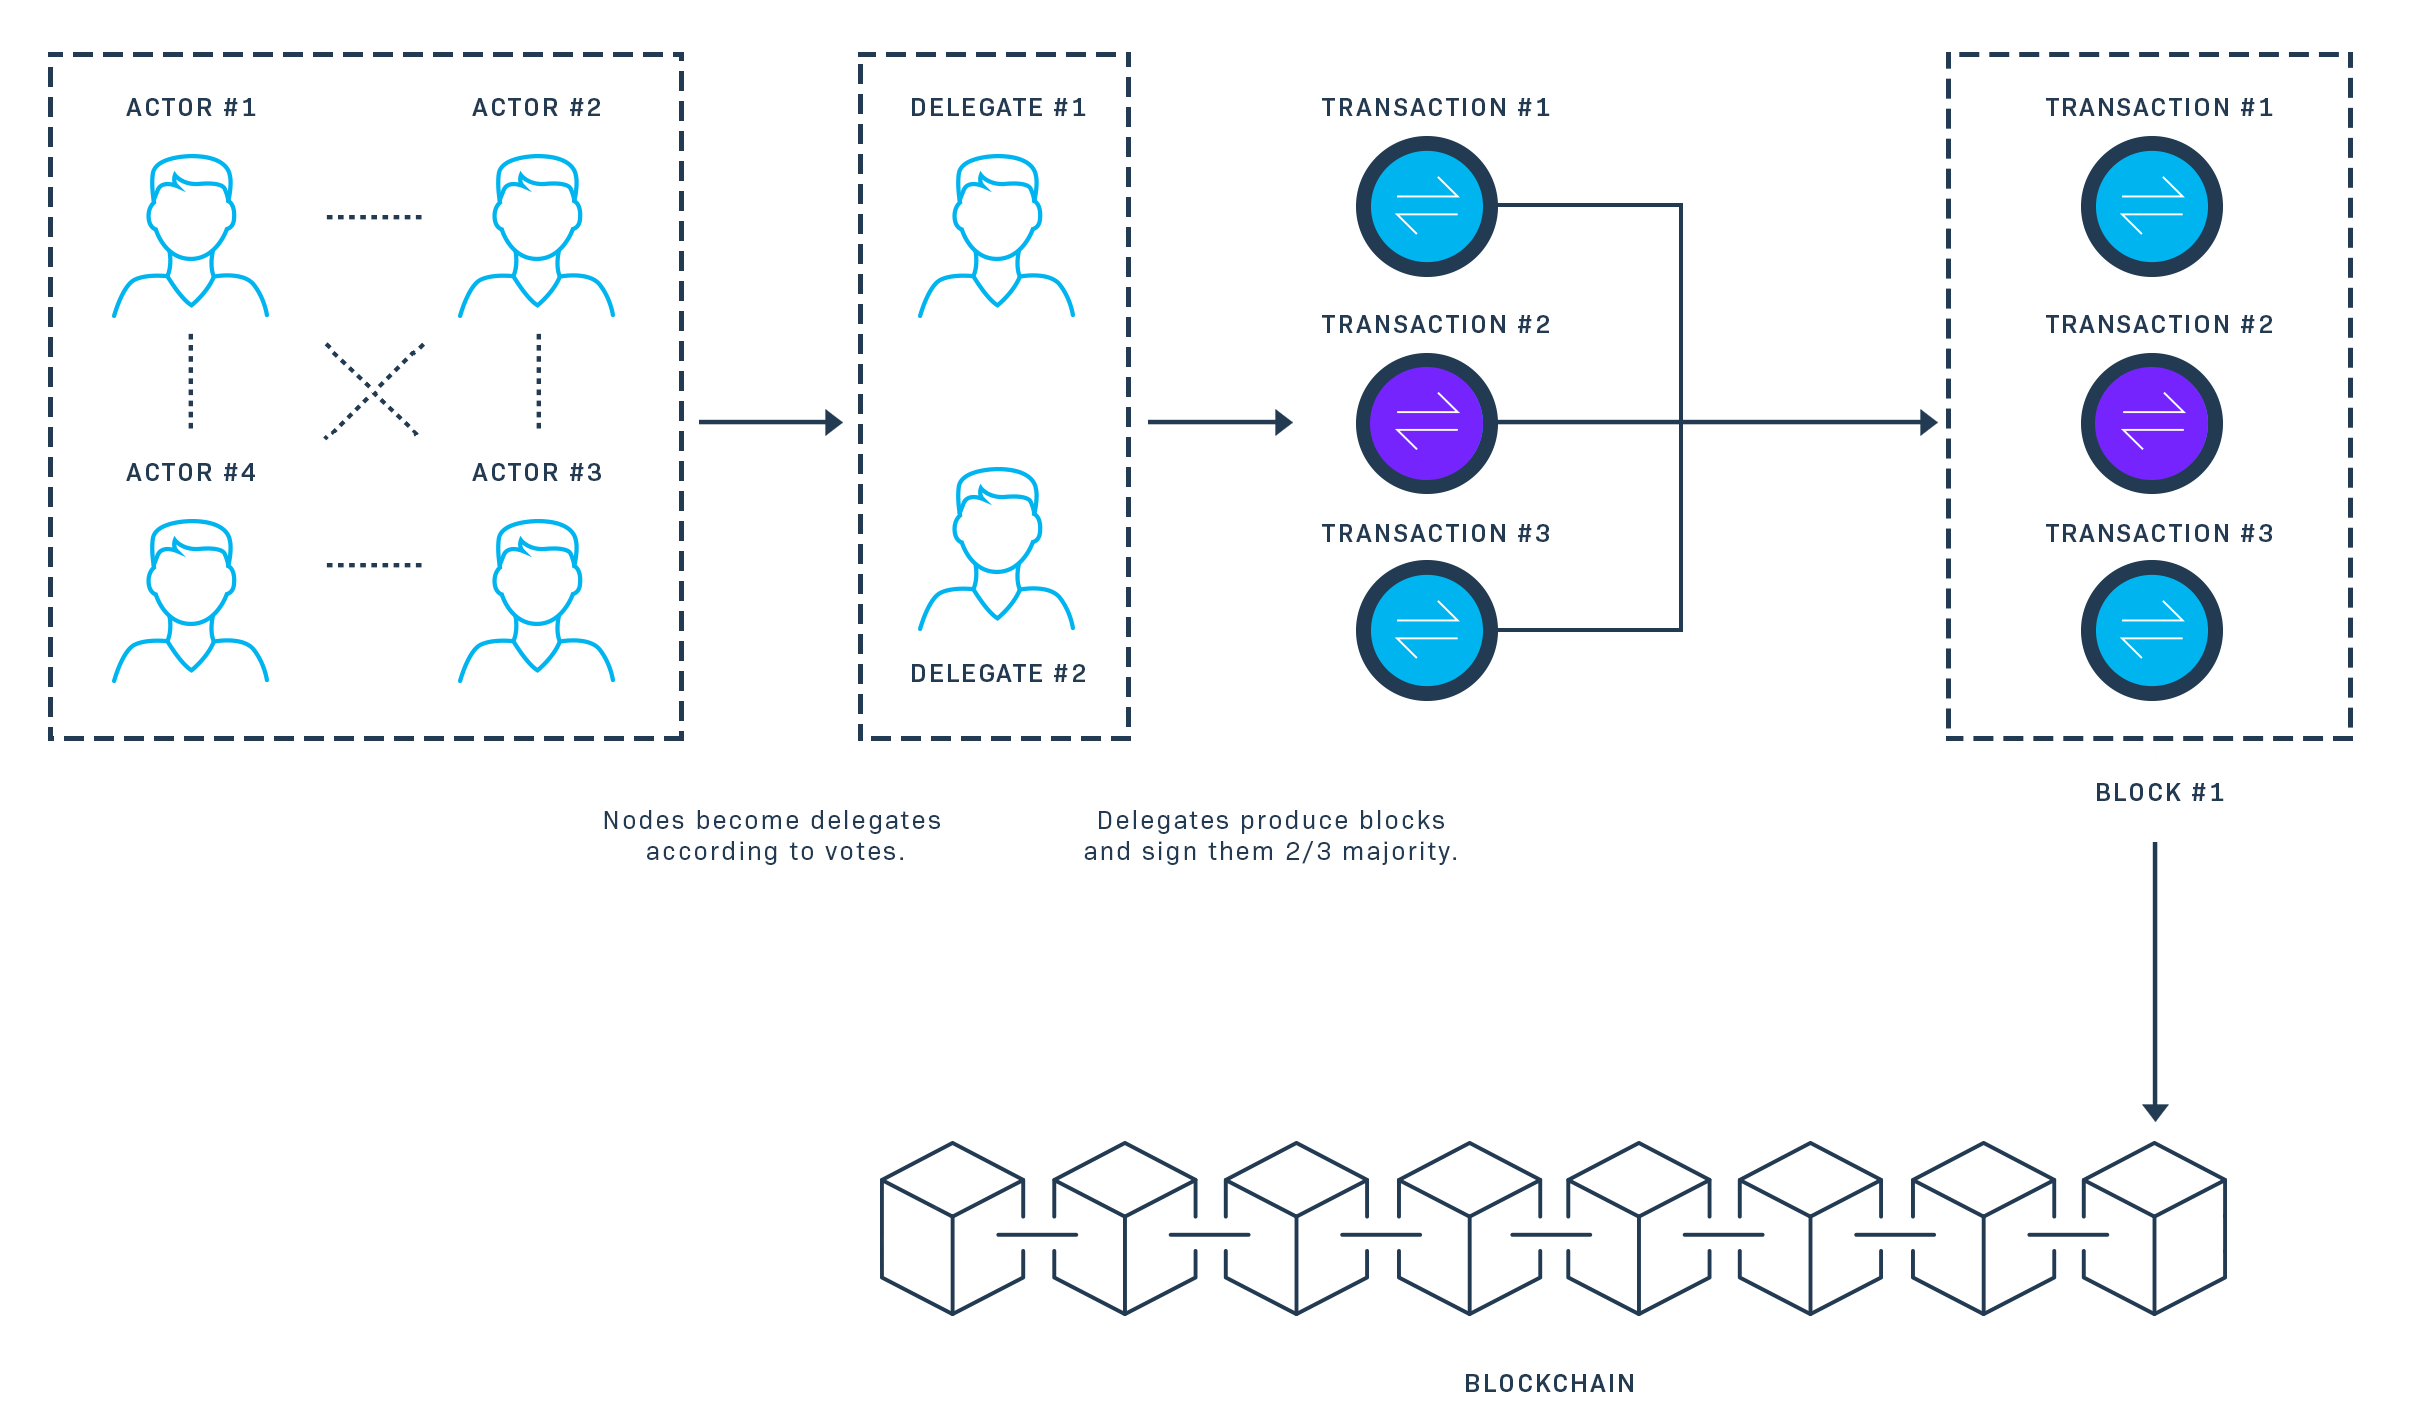 ACTOR #1
ACTOR #2
ACTOR #4
ACTOR #3
DELEGATE #1
DELEGATE #2
TRANSACTION #1
TRANSACTION #2
TRANSACTION #3
TRANSACTION #1
TRANSACTION #2
TRANSACTION #3
BLOCK #1
Nodes become delegates
according to votes.
Delegates produce blocks
and sign them 2/3 majority.
BLOCKCHAIN